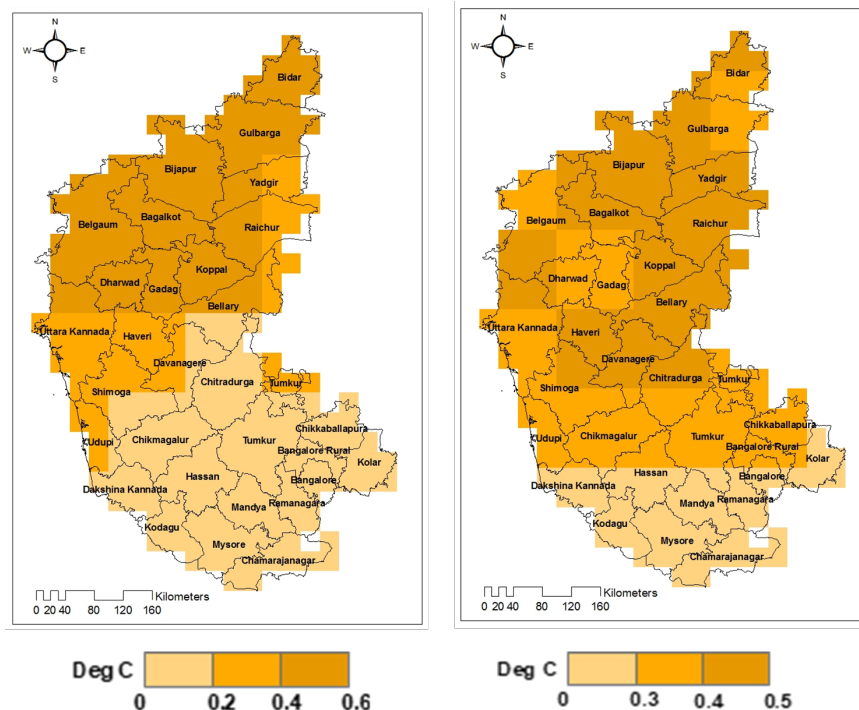 N
W E
S
Bidar
Gulbarga
Bijapur
Yadgir
Bagalkot
Belgaum
Raichur
Koppal
Dharwad
Gadag
Bellary
Uttara Kannada
Haveri
Davanagere
Chitradurga
Tumkur
Shimoga
Chikkaballapura
Udupi
Chikmagalur
Tumkur
Bangalore Rural
Kolar
Hassan
Bangalore
Dakshina Kannada
Mandya
Ramanagara
Kodagu
Mysore
Chamarajanagar
Kilometers
0 20 40 80 120 160
Deg C
0 0.2 0.4 0.6
N
W E
S
Bidar
Gulbarga
Bijapur
Yadgir
Bagalkot
Belgaum
Raichur
Koppal
Dharwad
Gadag
Bellary
Uttara Kannada
Haveri
Davanagere
Chitradurga
Tumkur
Shimoga
Chikkaballapura
Udupi
Chikmagalur
Tumkur
Bangalore Rural
Kolar
Hassan
Bangalore
Dakshina Kannada
Mandya
Ramanagara
Kodagu
Mysore
Chamarajanagar
Kilometers
0 20 40 80 120 160
Deg C
0 0.3 0.4 0.5